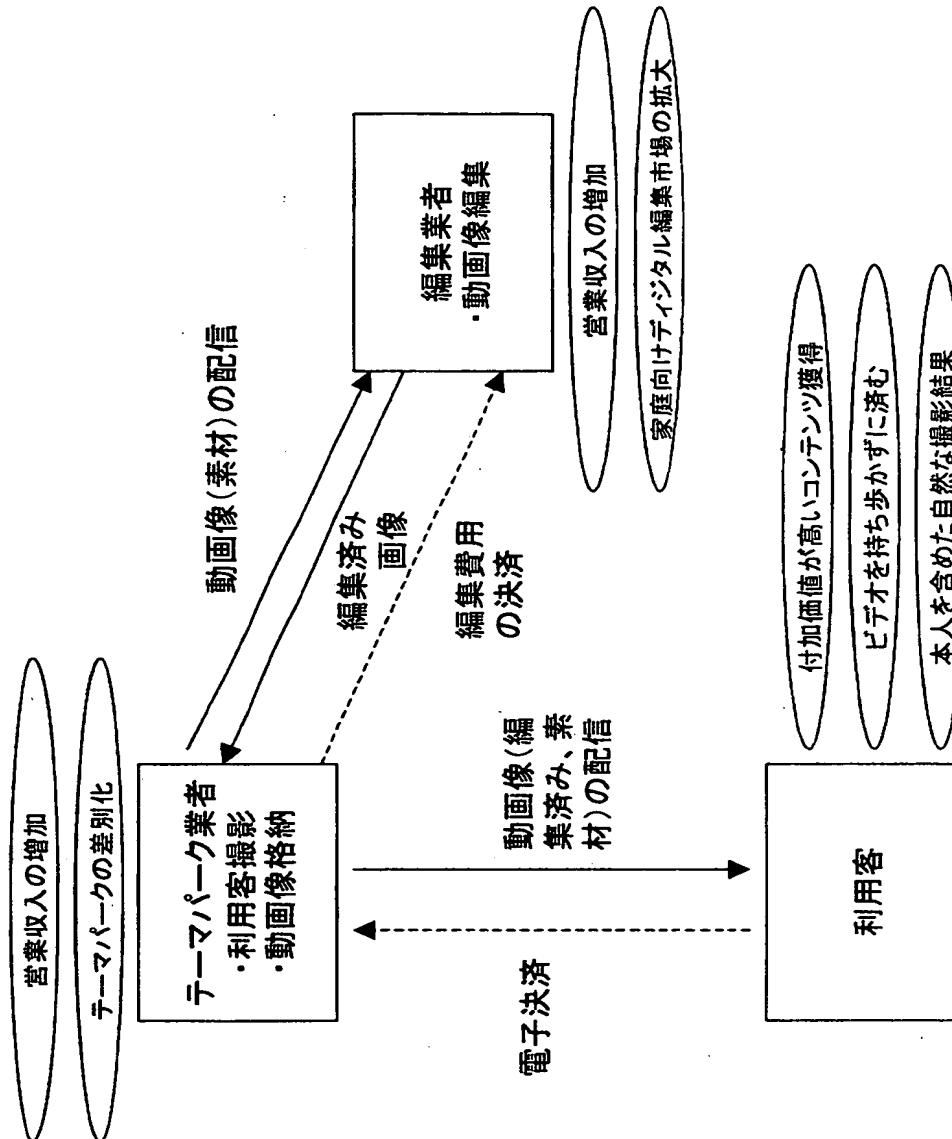 営業収入の増加
テーマパークの差別化
テーマパーク業者
・利用客撮影
・動画像格納
動画像(素材)の配信
編集済み
画像
編集費用
の決済
編集業者
・動画像編集
営業収入の増加
家庭向けディジタル編集市場の拡大
電子決済
動画像(編
集済み、素
材)の配信
利用客
付加価値が高いコンテンツ獲得
ビデオを持ち歩かずに済む
本人を含めた自然な撮影結果